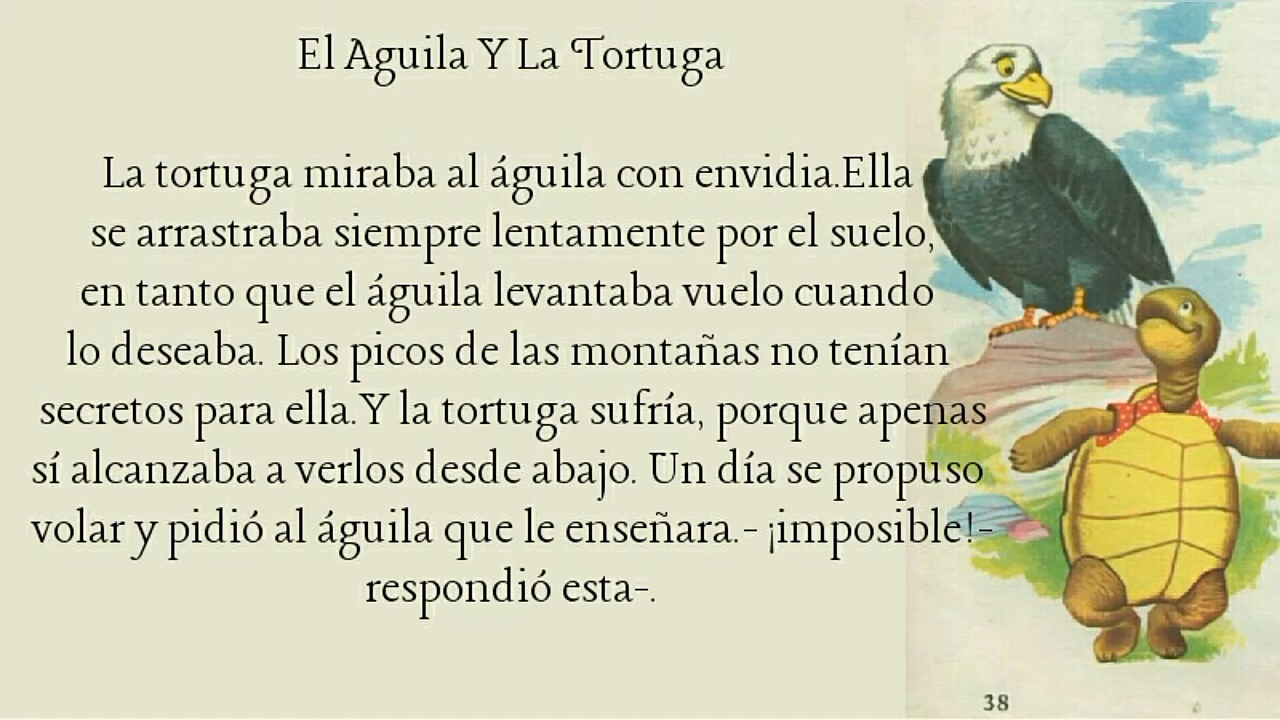 El Aguila Y La Tortuga
La tortuga miraba al águila con envidia.Ella
se arrastraba siempre lentamente por el suelo,
en tanto que el águila levantaba vuelo cuando
lo deseaba. Los picos de las montañas no tenían
secretos para ella.Y la tortuga sufría, porque apenas
sí alcanzaba a verlos desde abajo. Un día se propuso
volar y pidió al águila que le enseñara.- ¡imposible!-
respondió esta-.
38